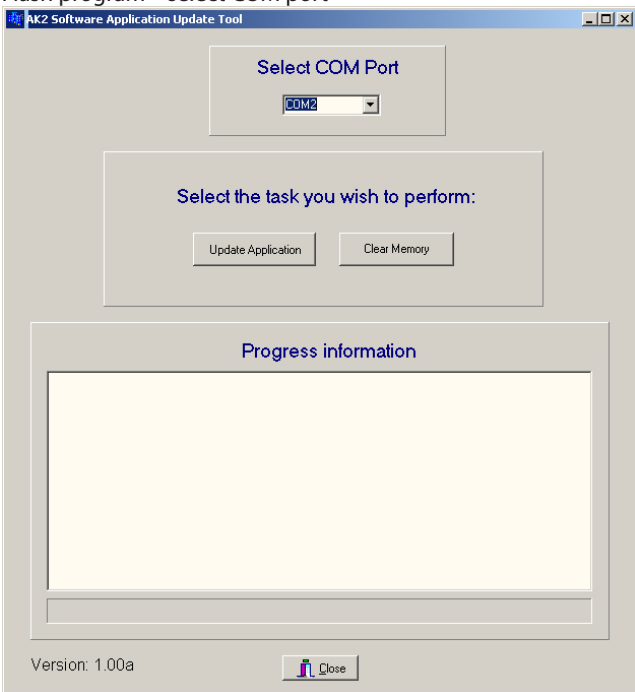 Flash program - select Com port
AK2 Software Application Update Tool
Select COM Port
COM2
Select the task you wish to perform:
Update Application
Clear Memory
Progress information
Version: 1.00a
Close